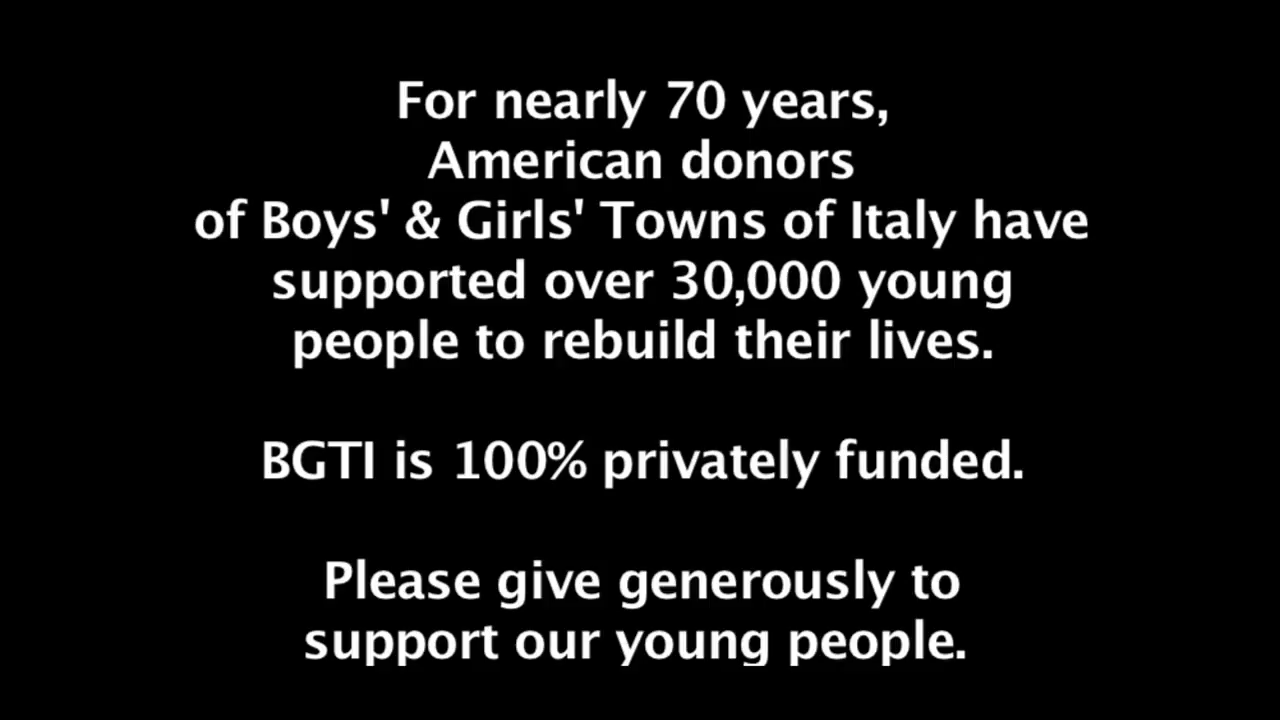 For nearly 70 years,
American donors
of Boys' & Girls' Towns of Italy have
supported over 30,000 young
people to rebuild their lives.
BGTI is 100% privately funded.
Please give generously to
support our young people.